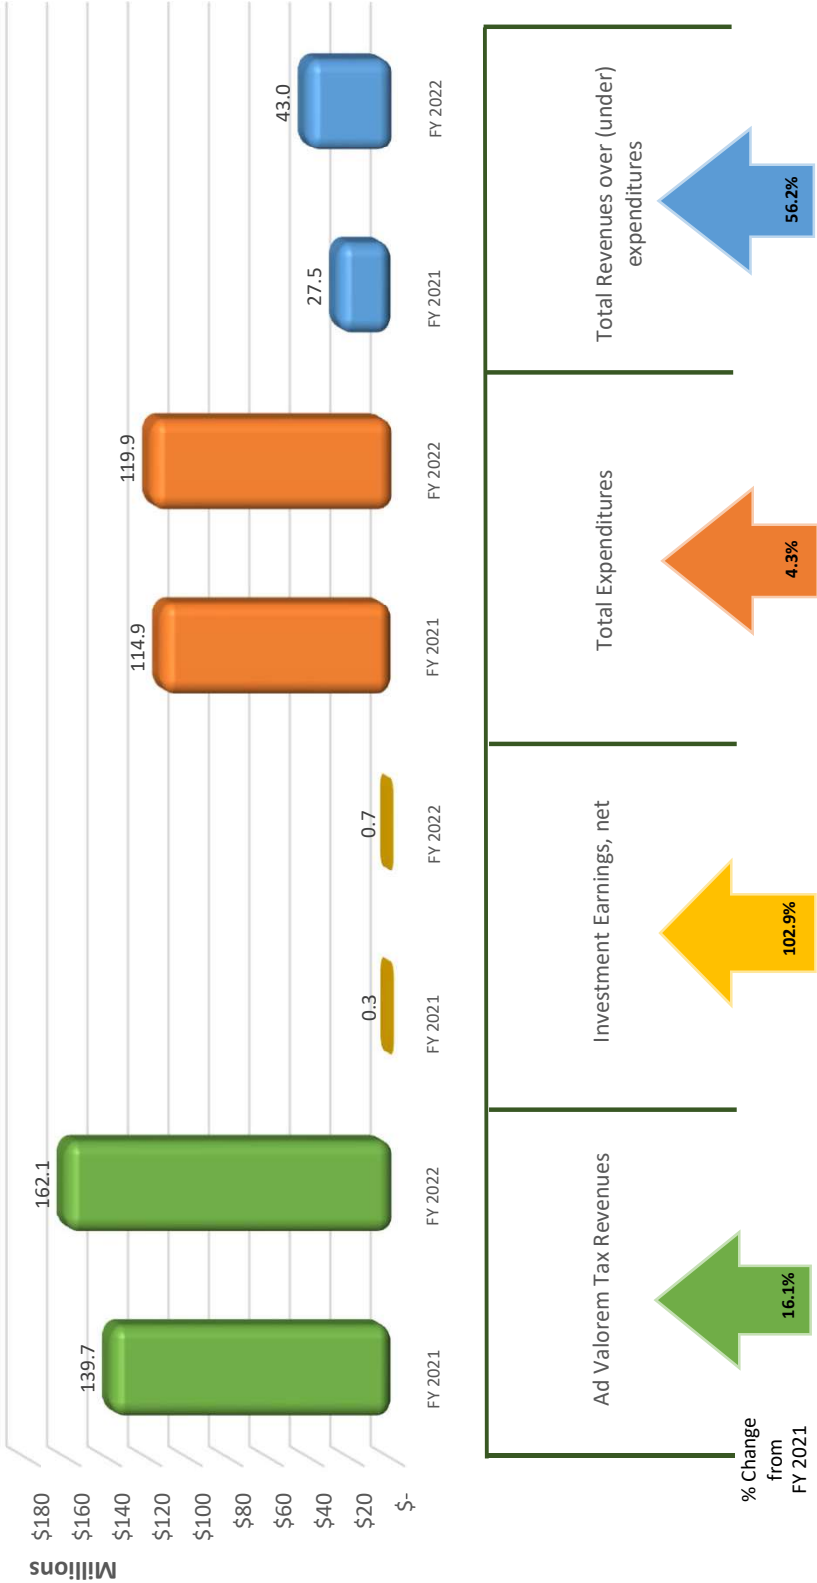 Millions
$180
$160
$140
$120
$100
$80
$60
$40
$20
$-
139.7
162.1
0.3
0.7
114.9
119.9
27.5
43.0
FY 2021
FY 2022
FY 2021
FY 2022
FY 2021
FY 2022
FY 2021
FY 2022
Ad Valorem Tax Revenues
Investment Earnings, net
Total Expenditures
Total Revenues over (under)
expenditures
% Change
from
FY 2021
16.1%
102.9%
4.3%
56.2%